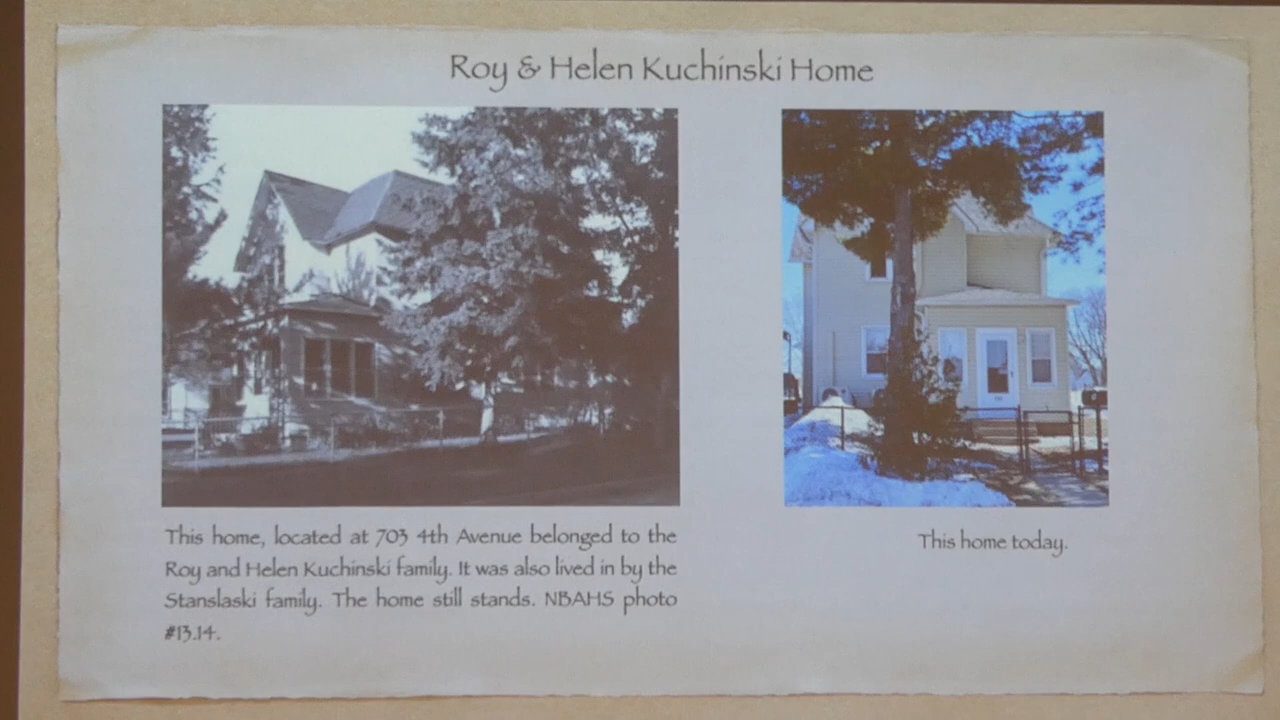 Roy & Helen Kuchinski Home
This home, located at 703 4th Avenue belonged to the
Roy and Helen Kuchinski family. It was also lived in by the
Stanslaski family. The home still stands. NBAHS photo
#13.14.
This home today.